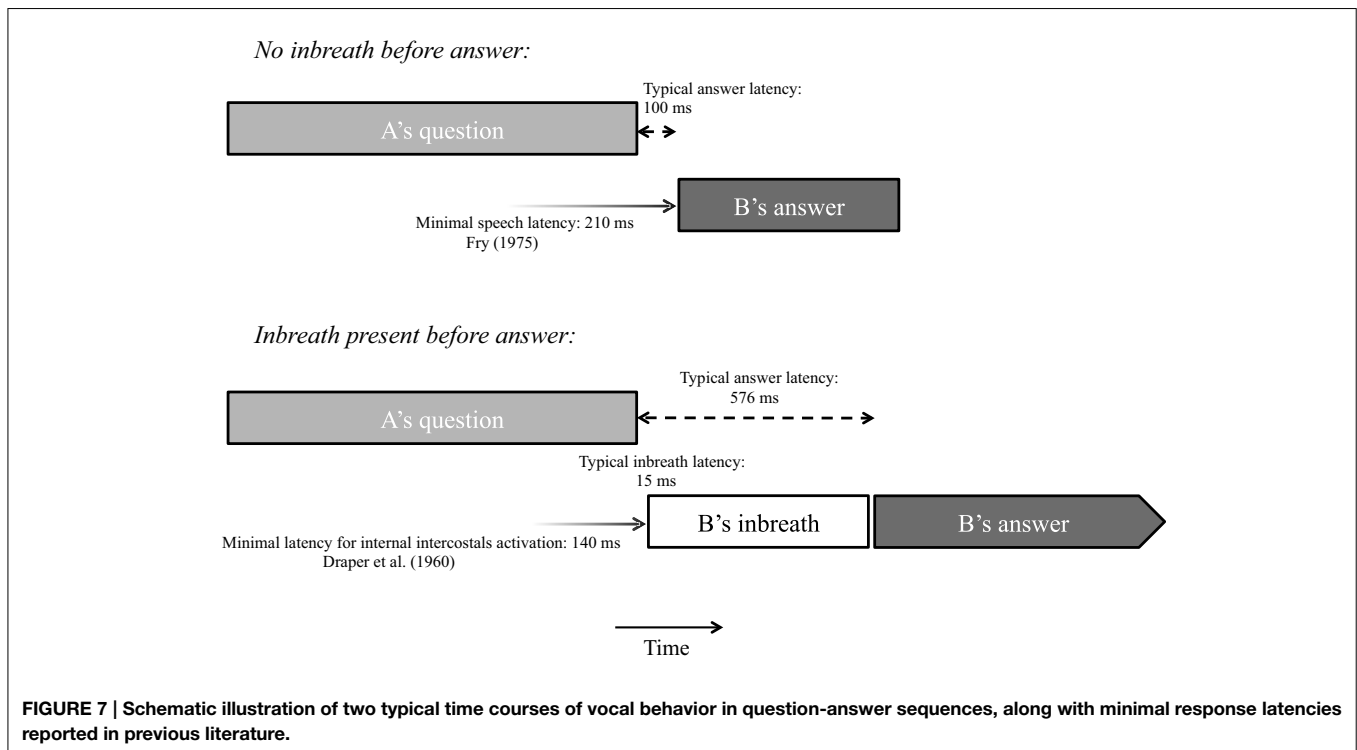 No inbreath before answer:
Typical answer latency:
100 ms
A's question
B's answer
Minimal speech latency: 210 ms
Fry (1975)
Inbreath present before answer:
Typical answer latency:
576 ms
A's question
Typical inbreath latency:
15 ms
B's inbreath
B's answer
Minimal latency for internal intercostals activation: 140 ms
Draper et al. (1960)
Time
FIGURE 7 | Schematic illustration of two typical time courses of vocal behavior in question-answer sequences, along with minimal response latencies
reported in previous literature.